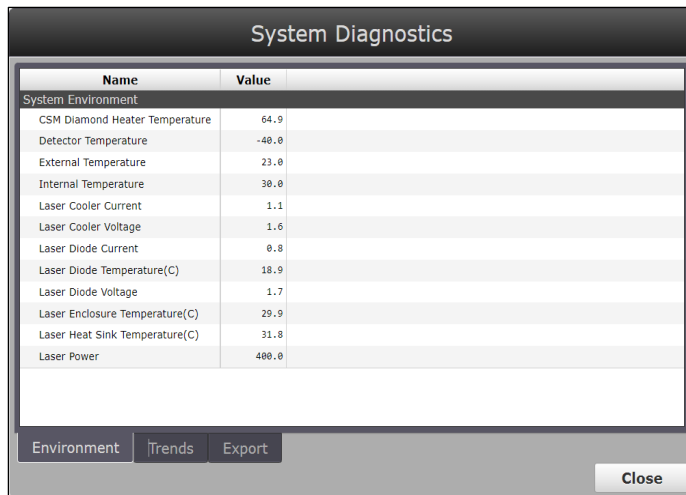 System Diagnostics
Name Value
System Environment
CSM Diamond Heater Temperature 64.9
Detector Temperature -40.0
External Temperature 23.0
Internal Temperature 30.0
Laser Cooler Current 1.1
Laser Cooler Voltage 1.6
Laser Diode Current 0.8
Laser Diode Temperature(C) 18.9
Laser Diode Voltage 1.7
Laser Enclosure Temperature(C) 29.9
Laser Heat Sink Temperature(C) 31.8
Laser Power 400.0
Environment Trends Export
Close